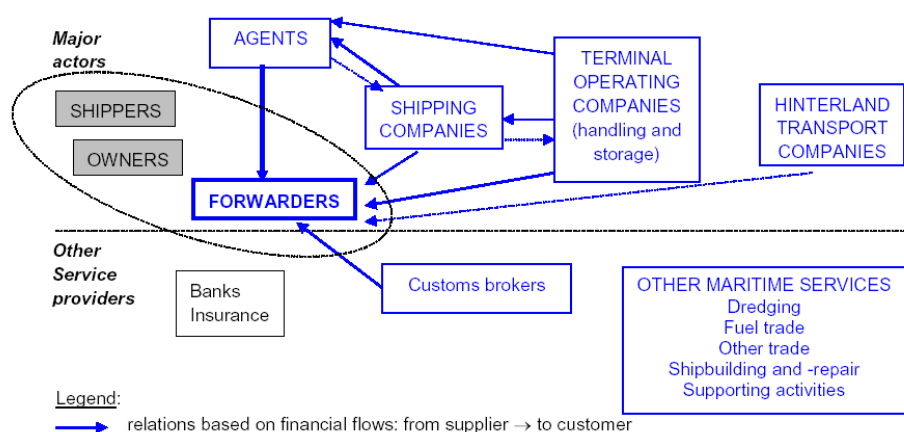 Major
actors
AGENTS
SHIPPERS
OWNERS
SHIPPING
COMPANIES
TERMINAL
OPERATING
COMPANIES
(handling and
storage)
HINTERLAND
TRANSPORT
COMPANIES
FORWARDERS
Other
Service
providers
Banks
Insurance
Customs brokers
OTHER MARITIME SERVICES
Dredging
Fuel trade
Other trade
Shipbuilding and -repair
Supporting activities
Legend:
relations based on financial flows: from supplier → to customer